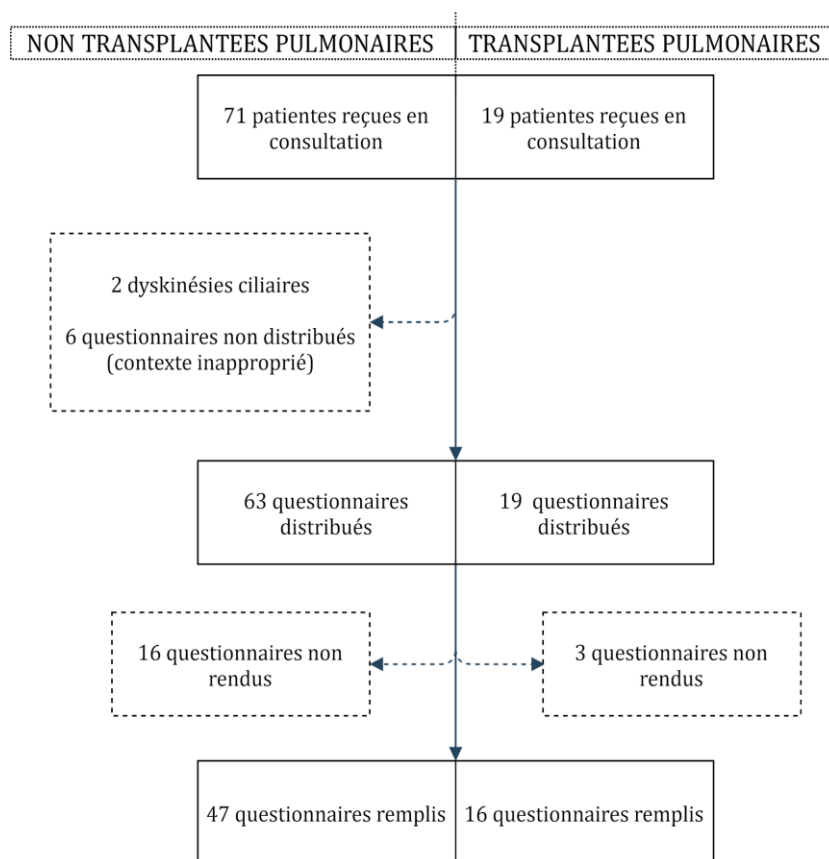 NON TRANSPLANTEES PULMONAIRES
TRANSPLANTEES PULMONAIRES
71 patientes reçues en
consultation
19 patientes reçues en
consultation
2 dyskinésies ciliaires
6 questionnaires non distribués
(contexte inapproprié)
63 questionnaires
distribués
19 questionnaires
distribués
16 questionnaires non
rendus
3 questionnaires non
rendus
47 questionnaires remplis
16 questionnaires remplis